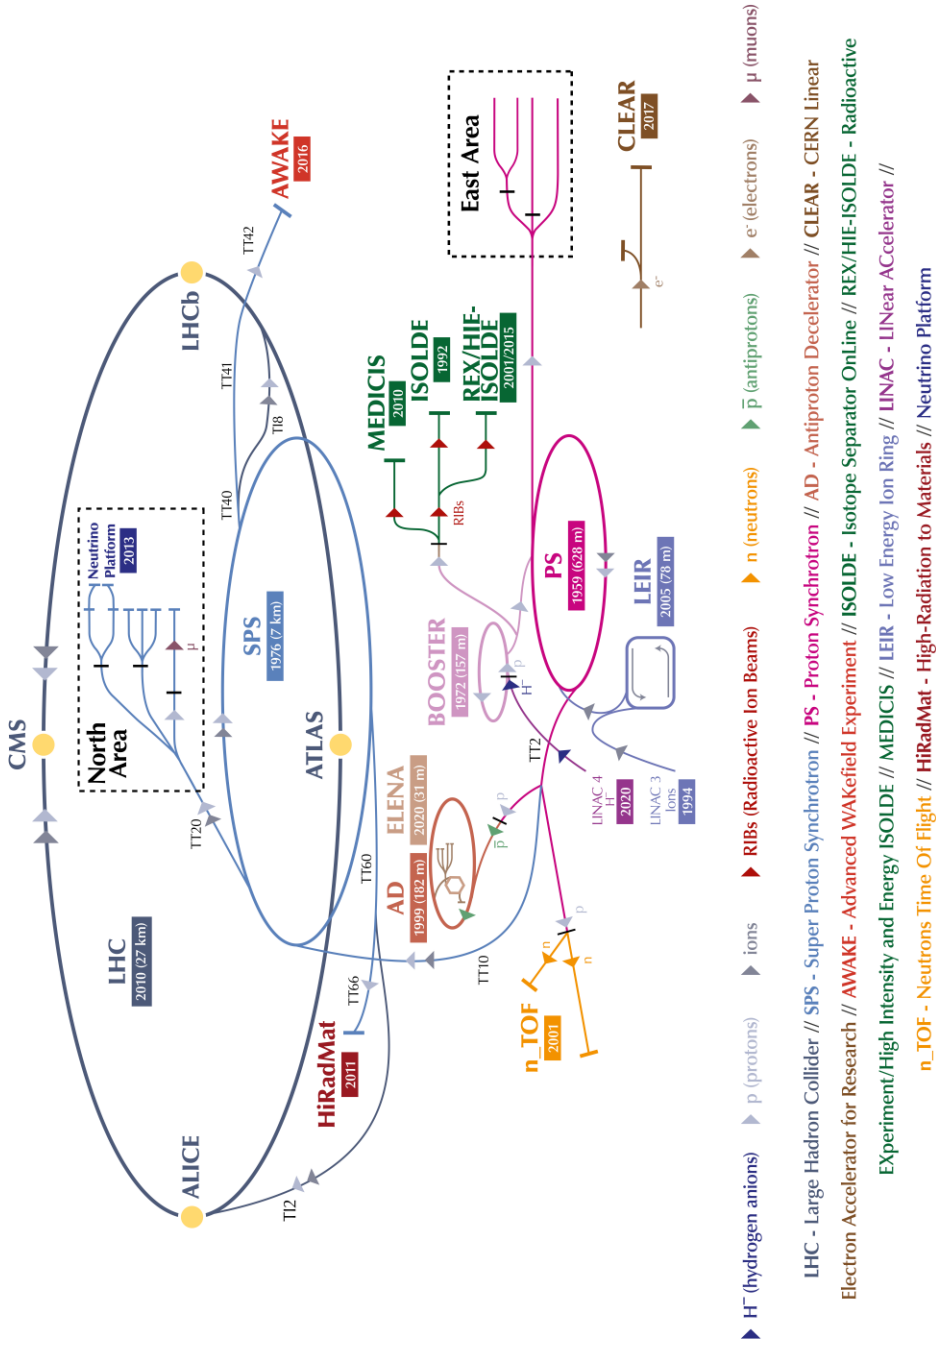 CMS
North
Area
Neutrino
Platform
2013
μ
LHC
2010 (27 km)
TT20
SPS
1976 (7 km)
TT40
TT41
TT42
AWAKE
2016
ALICE
ATLAS
LHCb
TI8
TI2
HiRadMat
2011
TT66
TT60
AD
1999 (182 m)
ELENA
2020 (31 m)
BOOSTER
1972 (157 m)
MEDICIS
2010
ISOLDE
1992
REX/HIE-
ISOLDE
2001/2015
RIBs
East Area
TT10
p̅
p
TT2
H⁻
p
n_TOF
2001
n
n
p
PS
1959 (628 m)
LINAC 4
H⁻
2020
LINAC 3
Ions
1994
LEIR
2005 (78 m)
CLEAR
2017
e⁻
H⁻ (hydrogen anions)
p (protons)
ions
RIBs (Radioactive Ion Beams)
n (neutrons)
p̅ (antiprotons)
e⁻ (electrons)
μ (muons)
LHC - Large Hadron Collider // SPS - Super Proton Synchrotron // PS - Proton Synchrotron // AD - Antiproton Decelerator // CLEAR - CERN Linear
Electron Accelerator for Research // AWAKE - Advanced WAKefield Experiment // ISOLDE - Isotope Separator OnLine // REX/HIE-ISOLDE - Radioactive
EXperiment/High Intensity and Energy ISOLDE // MEDICIS // LEIR - Low Energy Ion Ring // LINAC - LINear ACcelerator //
n_TOF - Neutrons Time Of Flight // HiRadMat - High-Radiation to Materials // Neutrino Platform